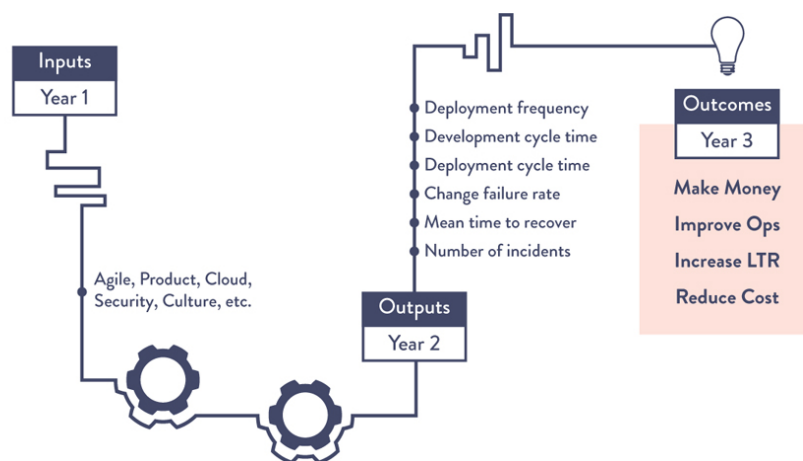 Inputs
Year 1
Agile, Product, Cloud,
Security, Culture, etc.
Outputs
Year 2
Deployment frequency
Development cycle time
Deployment cycle time
Change failure rate
Mean time to recover
Number of incidents
Outcomes
Year 3
Make Money
Improve Ops
Increase LTR
Reduce Cost